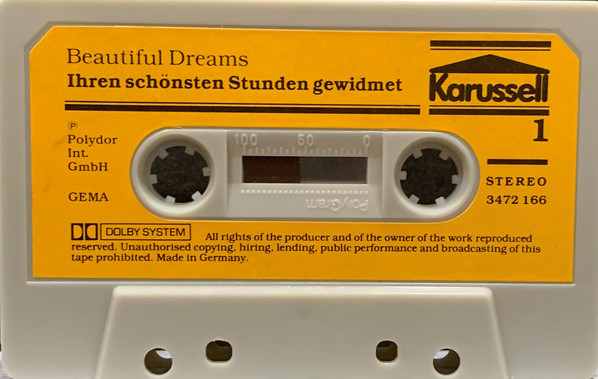 Beautiful Dreams
Ihren schönsten Stunden gewidmet
Karussell
1
℗
Polydor
Int.
GmbH
GEMA
100 50 0
PolyGram
STEREO
3472 166
DOLBY SYSTEM
All rights of the producer and of the owner of the work reproduced
reserved. Unauthorised copying, hiring, lending, public performance and broadcasting of this
tape prohibited. Made in Germany.